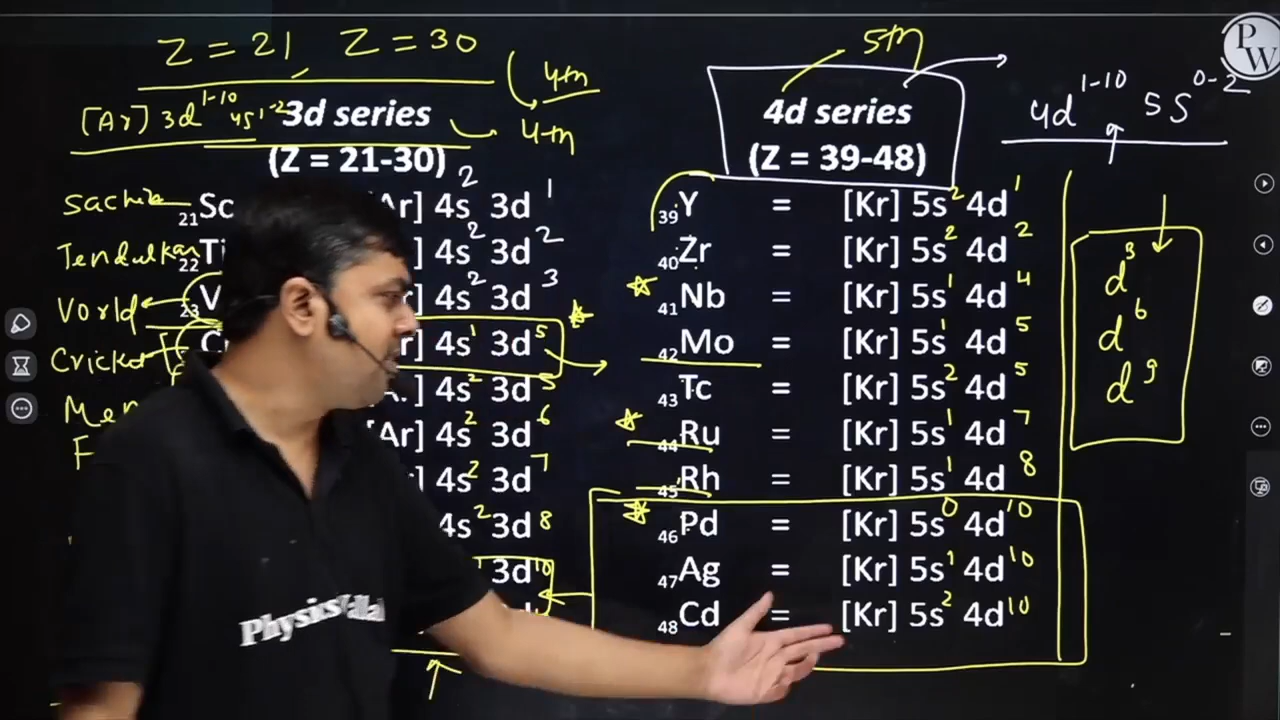 Z = 21, Z = 30
4th
[Ar] 3d1-10 4s1-2
3d series
4th
(Z = 21-30)
Sachin 21Sc [Ar] 4s2 3d1
Tendulkar 22Ti ] 4s2 3d2
Vorld 23V r] 4s2 3d3
Cricket r] 4s1 3d5
[A.] 4s2 3d5
F [Ar] 4s2 3d6
r] 4s2 3d7
4s2 3d8
3d10
5th
4d series
(Z = 39-48)
4d1-10 5s0-2
39Y = [Kr] 5s2 4d1
40Zr = [Kr] 5s2 4d2
41Nb = [Kr] 5s1 4d4
42Mo = [Kr] 5s1 4d5
43Tc = [Kr] 5s2 4d5
44Ru = [Kr] 5s1 4d7
45Rh = [Kr] 5s1 4d8
46Pd = [Kr] 5s0 4d10
47Ag = [Kr] 5s1 4d10
48Cd = [Kr] 5s2 4d10
d3
d6
d9
PW